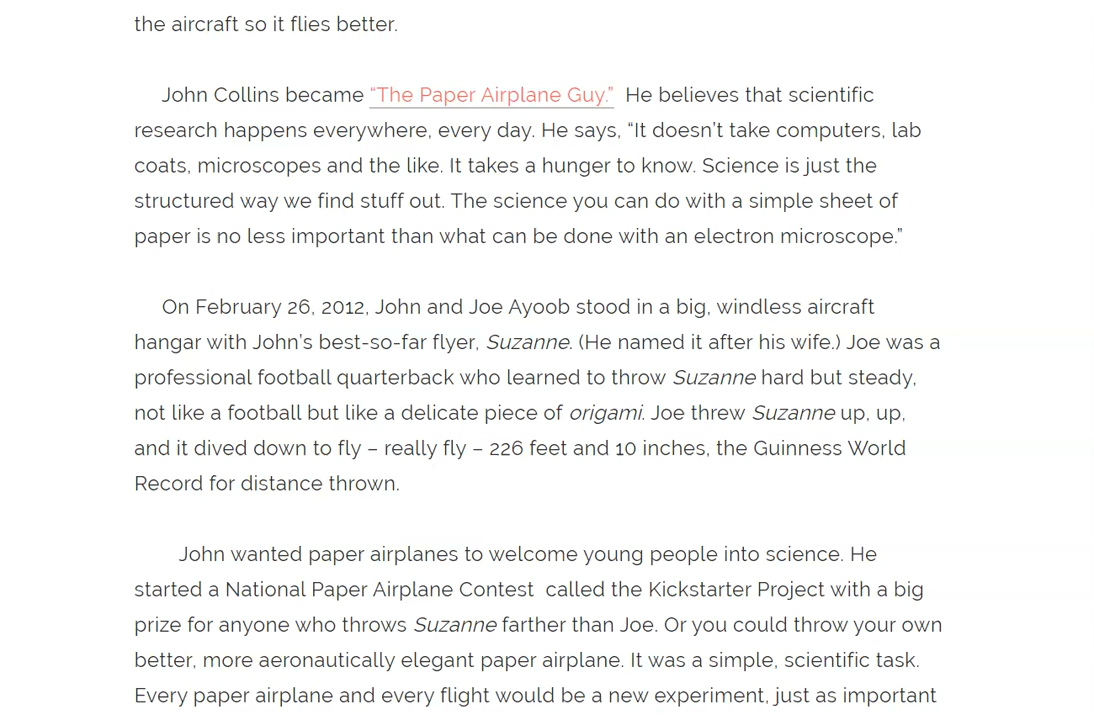 the aircraft so it flies better.
John Collins became “The Paper Airplane Guy.”  He believes that scientific
research happens everywhere, every day. He says, “It doesn’t take computers, lab
coats, microscopes and the like. It takes a hunger to know. Science is just the
structured way we find stuff out. The science you can do with a simple sheet of
paper is no less important than what can be done with an electron microscope.”
On February 26, 2012, John and Joe Ayoob stood in a big, windless aircraft
hangar with John’s best-so-far flyer, Suzanne. (He named it after his wife.) Joe was a
professional football quarterback who learned to throw Suzanne hard but steady,
not like a football but like a delicate piece of origami. Joe threw Suzanne up, up,
and it dived down to fly – really fly – 226 feet and 10 inches, the Guinness World
Record for distance thrown.
John wanted paper airplanes to welcome young people into science. He
started a National Paper Airplane Contest  called the Kickstarter Project with a big
prize for anyone who throws Suzanne farther than Joe. Or you could throw your own
better, more aeronautically elegant paper airplane. It was a simple, scientific task.
Every paper airplane and every flight would be a new experiment, just as important